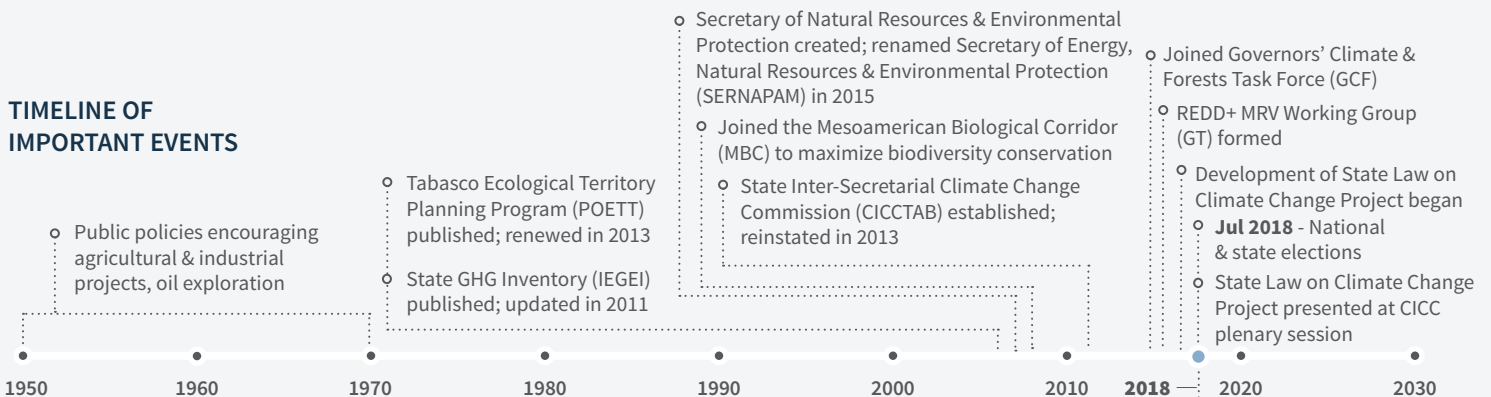 TIMELINE OF
IMPORTANT EVENTS
Public policies encouraging
agricultural & industrial
projects, oil exploration
Tabasco Ecological Territory
Planning Program (POETT)
published; renewed in 2013
State GHG Inventory (IEGEI)
published; updated in 2011
Secretary of Natural Resources & Environmental
Protection created; renamed Secretary of Energy,
Natural Resources & Environmental Protection
(SERNAPAM) in 2015
Joined the Mesoamerican Biological Corridor
(MBC) to maximize biodiversity conservation
State Inter-Secretarial Climate Change
Commission (CICCTAB) established;
reinstated in 2013
Joined Governors’ Climate &
Forests Task Force (GCF)
REDD+ MRV Working Group
(GT) formed
Development of State Law on
Climate Change Project began
Jul 2018 - National
& state elections
State Law on Climate Change
Project presented at CICC
plenary session
1950 1960 1970 1980 1990 2000 2010 2018 2020 2030